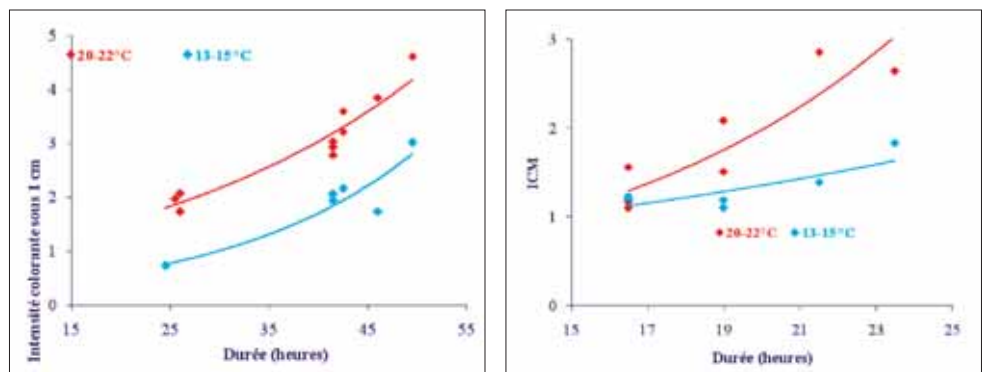 5
4
3
2
1
0
15
25
35
45
55
20-22°C
13-15°C
Intensité colorante sous 1 cm
Durée (heures)
3
2
1
0
15
17
19
21
23
25
20-22°C
13-15°C
ICM
Durée (heures)